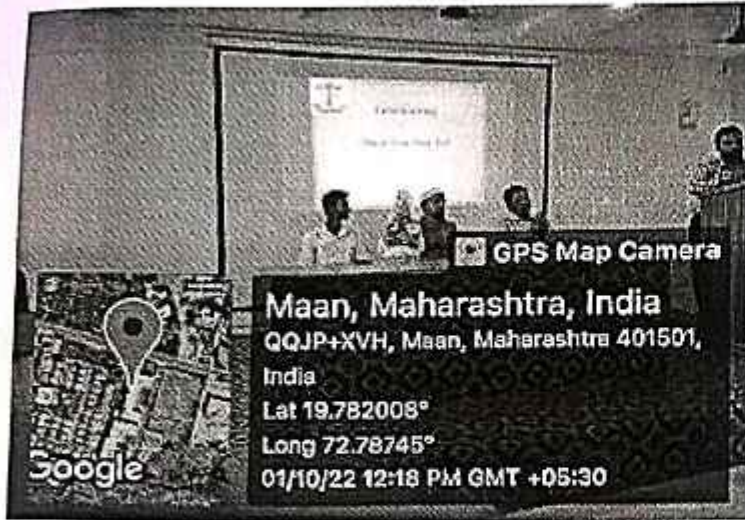 GPS Map Camera
Maan, Maharashtra, India
QQJP+XVH, Maan, Maharashtra 401501,
India
Lat 19.782008°
Long 72.78745°
01/10/22 12:18 PM GMT +05:30
Google